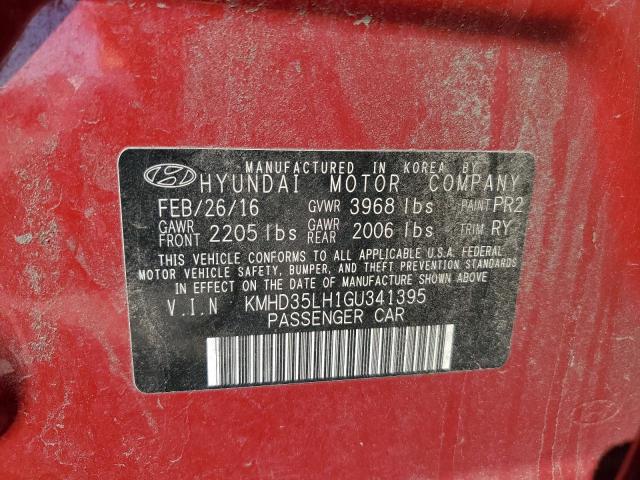 MANUFACTURED IN KOREA BY
HYUNDAI MOTOR COMPANY
FEB/26/16 GVWR 3968 lbs PAINT PR2
GAWR FRONT 2205 lbs GAWR REAR 2006 lbs TRIM RY
THIS VEHICLE CONFORMS TO ALL APPLICABLE U.S.A. FEDERAL
MOTOR VEHICLE SAFETY, BUMPER, AND THEFT PREVENTION STANDARDS
IN EFFECT ON THE DATE OF MANUFACTURE SHOWN ABOVE
V.I.N KMHD35LH1GU341395
PASSENGER CAR